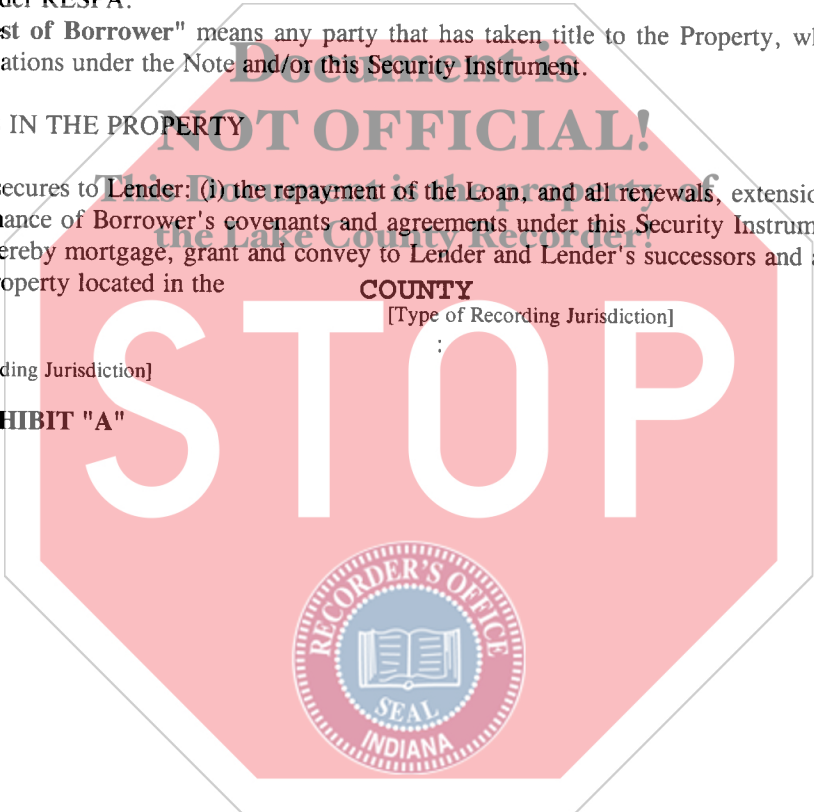 der RESPA.
st of Borrower" means any party that has taken title to the Property, wh
ations under the Note and/or this Security Instrument.
Document is
NOT OFFICIAL!
This Document is the property of
the Lake County Recorder!
IN THE PROPERTY
secures to Lender: (i) the repayment of the Loan, and all renewals, extensio
nance of Borrower's covenants and agreements under this Security Instrum
ereby mortgage, grant and convey to Lender and Lender's successors and a
operty located in the COUNTY
[Type of Recording Jurisdiction]
:
ding Jurisdiction]
HIBIT "A"
STOP
RECORDER'S OFFICE
SEAL
INDIANA